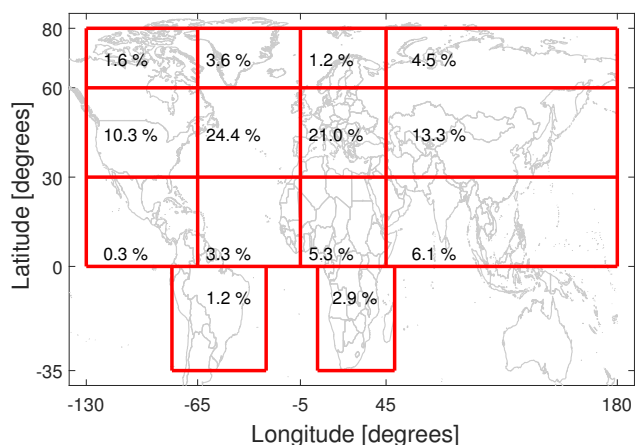 80
60
30
0
-35
Latitude [degrees]
1.6 % 3.6 % 1.2 % 4.5 %
10.3 % 24.4 % 21.0 % 13.3 %
0.3 % 3.3 % 5.3 % 6.1 %
1.2 % 2.9 %
-130 -65 -5 45 180
Longitude [degrees]